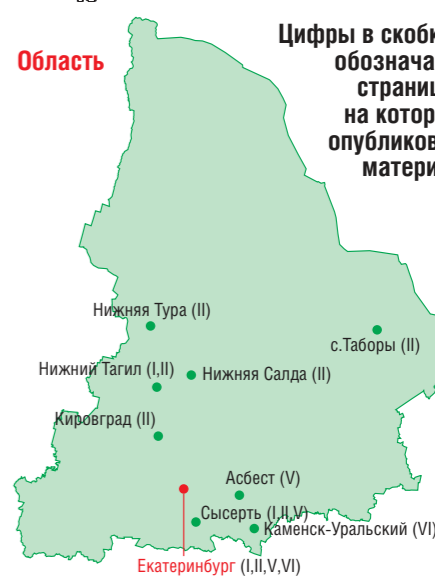 Область
Цифры в
обознача
страниц
на котор
опубликов
матери
Нижняя Тура (II)
с.Таборы (II)
Нижний Тагил (I,II)
Нижняя Салда (II)
Кировград (II)
Асбест (V)
Сысерть (I,II,V)
Каменск-Уральский (VI)
Екатеринбург (I,II,V,VI)